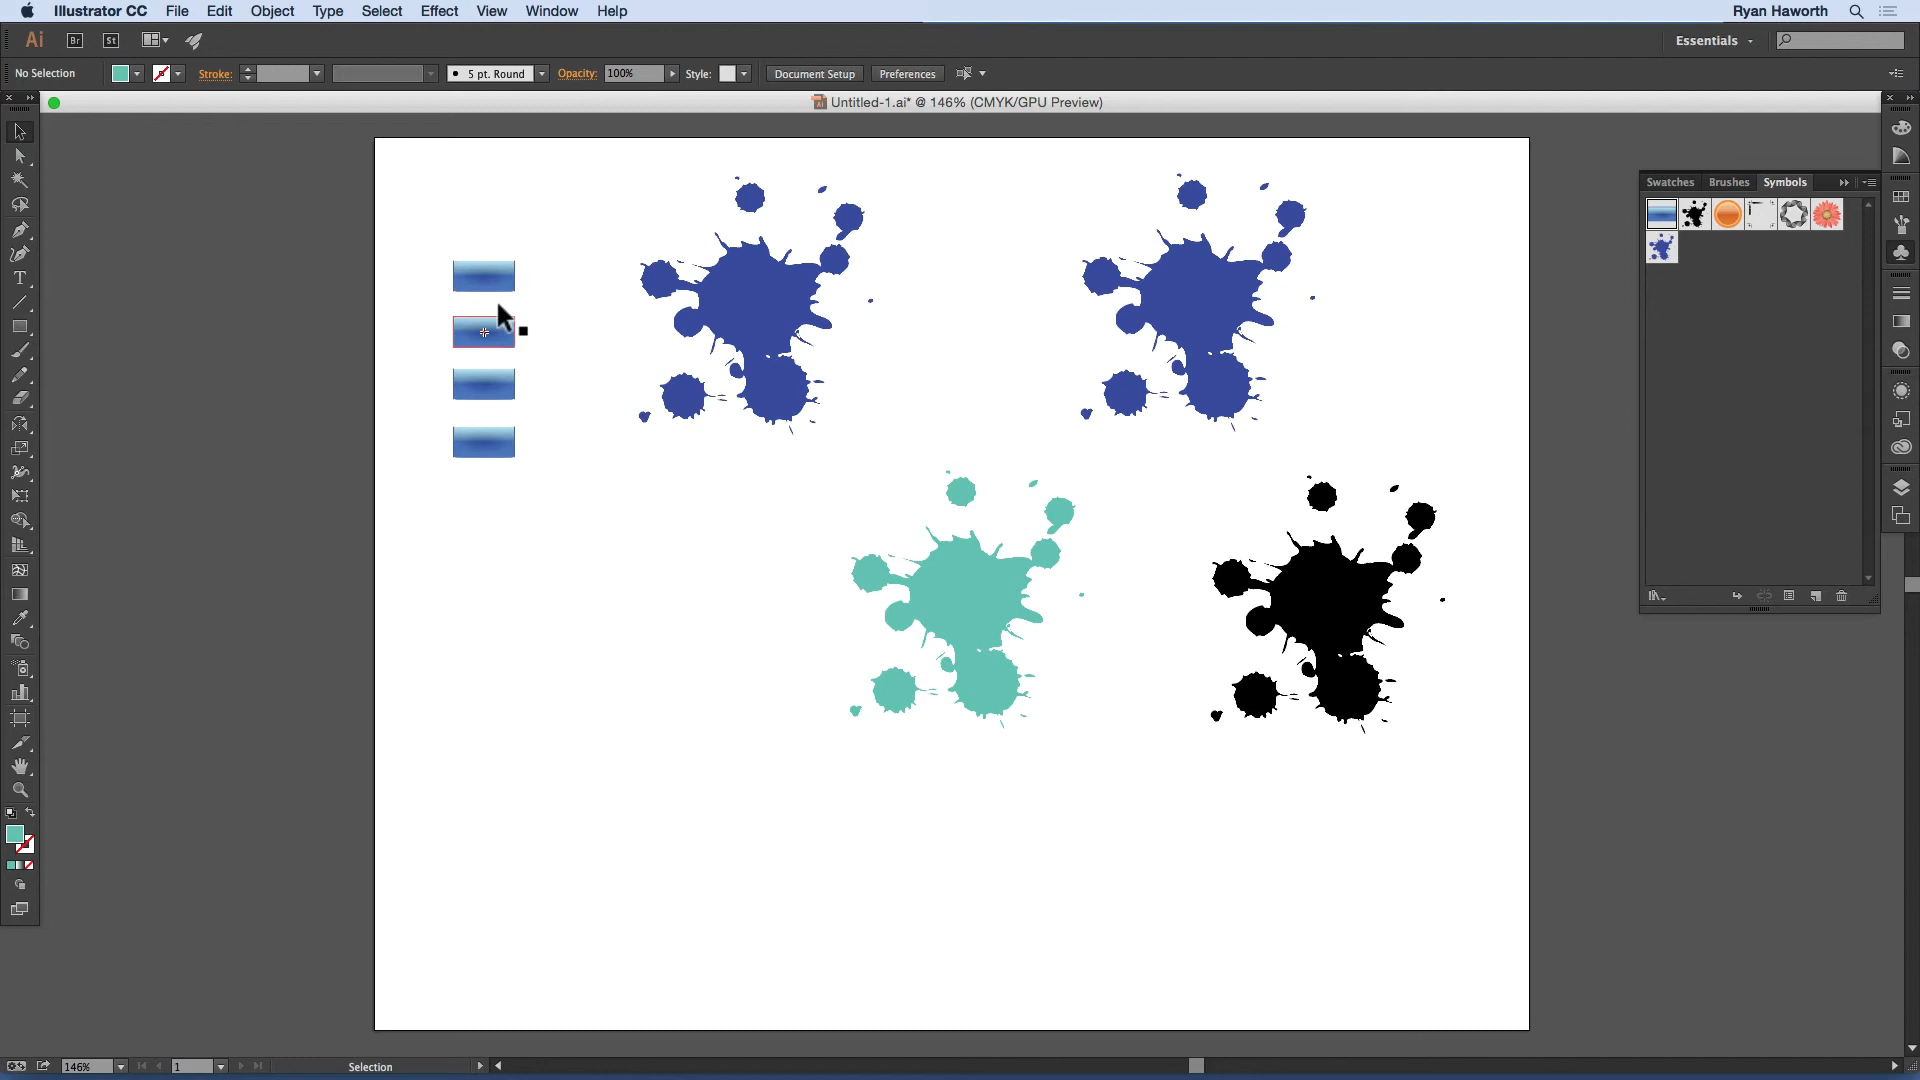 Illustrator CC File Edit Object Type Select Effect View Window Help Ryan Haworth
Ai Br St Essentials
No Selection Stroke: 5 pt. Round Opacity: 100% Style: Document Setup Preferences
Untitled-1.ai* @ 146% (CMYK/GPU Preview)
Swatches Brushes Symbols
T
146% 1 Selection